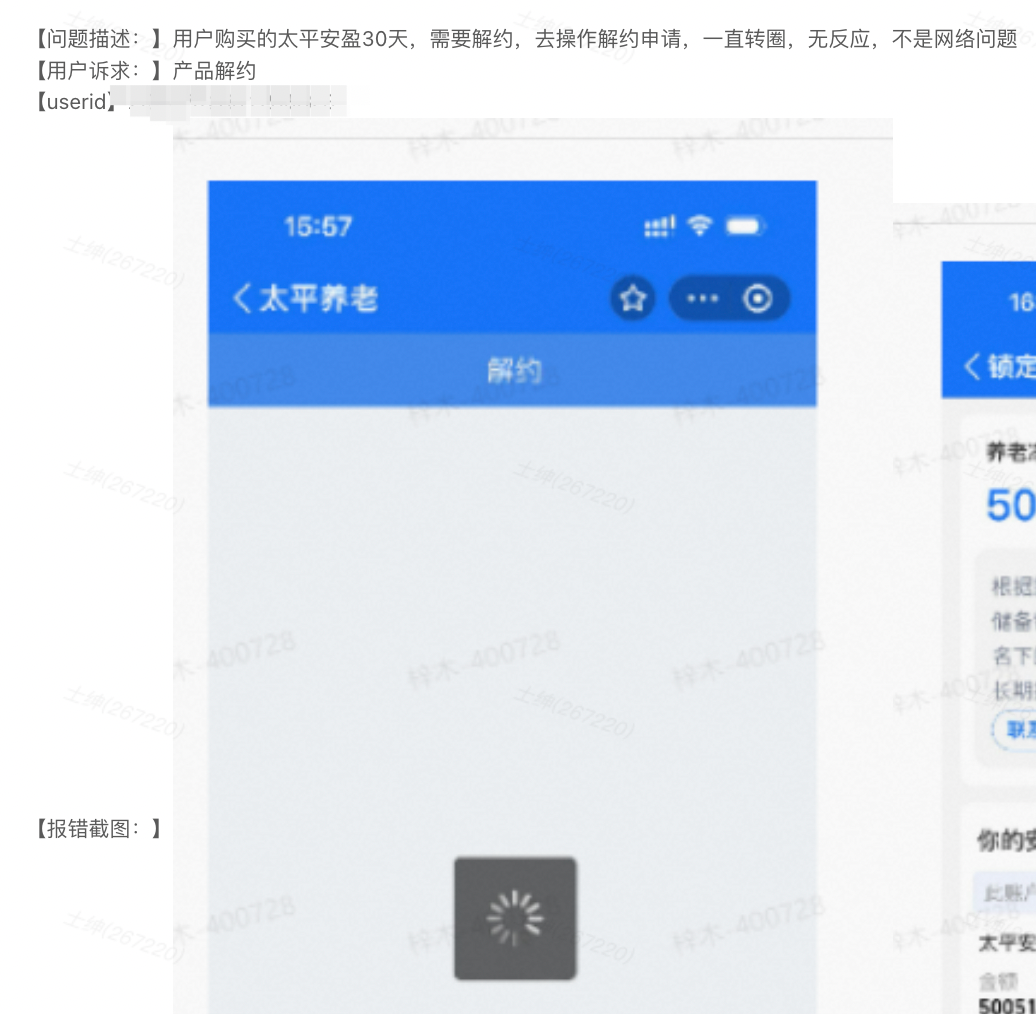 【问题描述：】用户购买的太平安盈30天，需要解约，去操作解约申请，一直转圈，无反应，不是网络问题
【用户诉求：】产品解约
【userid】
15:57
太平养老
解约
16
锁定
养老
50
根据
储备
名下
长期
联系
你的安
此账户
太平安
金额
50051
【报错截图：】
梓木-400728
士绅(267220)